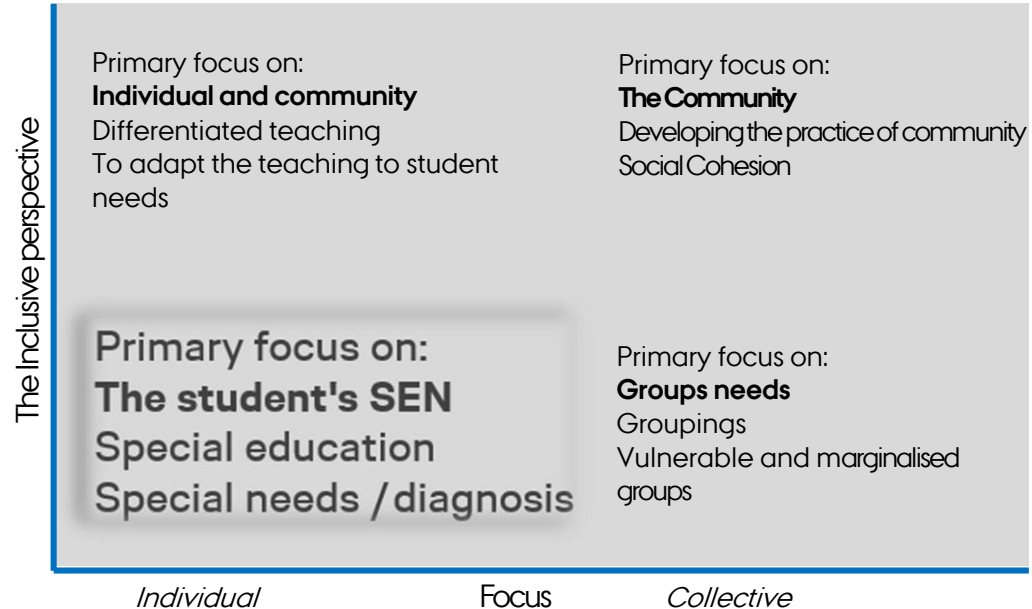 The Inclusive perspective
Primary focus on:
Individual and community
Differentiated teaching
To adapt the teaching to student
needs
Primary focus on:
The Community
Developing the practice of community
Social Cohesion
Primary focus on:
The student's SEN
Special education
Special needs / diagnosis
Primary focus on:
Groups needs
Groupings
Vulnerable and marginalised
groups
Individual
Focus
Collective